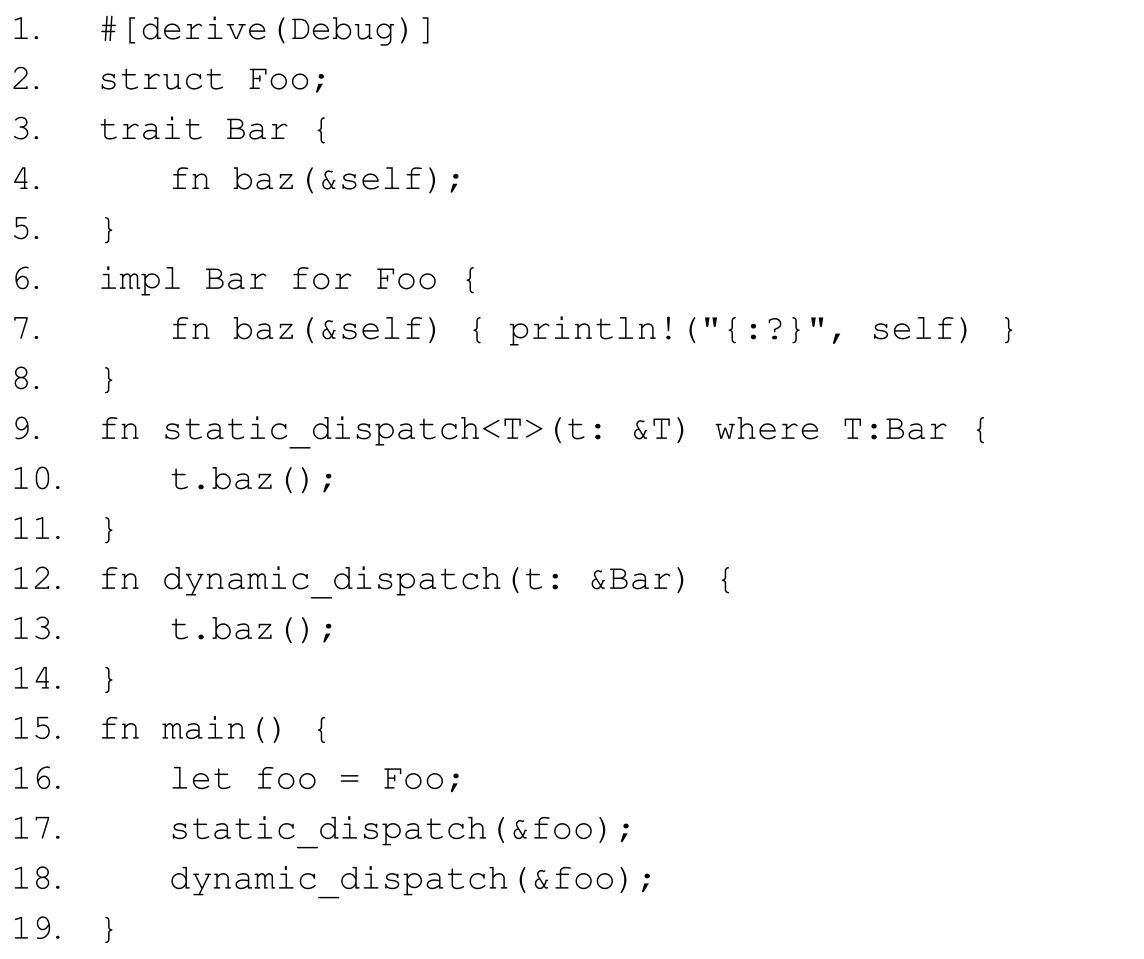 1. #[derive(Debug)]
2. struct Foo;
3. trait Bar {
4.     fn baz(&self);
5. }
6. impl Bar for Foo {
7.     fn baz(&self) { println!("{:?}", self) }
8. }
9. fn static_dispatch<T>(t: &T) where T:Bar {
10.     t.baz();
11. }
12. fn dynamic_dispatch(t: &Bar) {
13.     t.baz();
14. }
15. fn main() {
16.     let foo = Foo;
17.     static_dispatch(&foo);
18.     dynamic_dispatch(&foo);
19. }